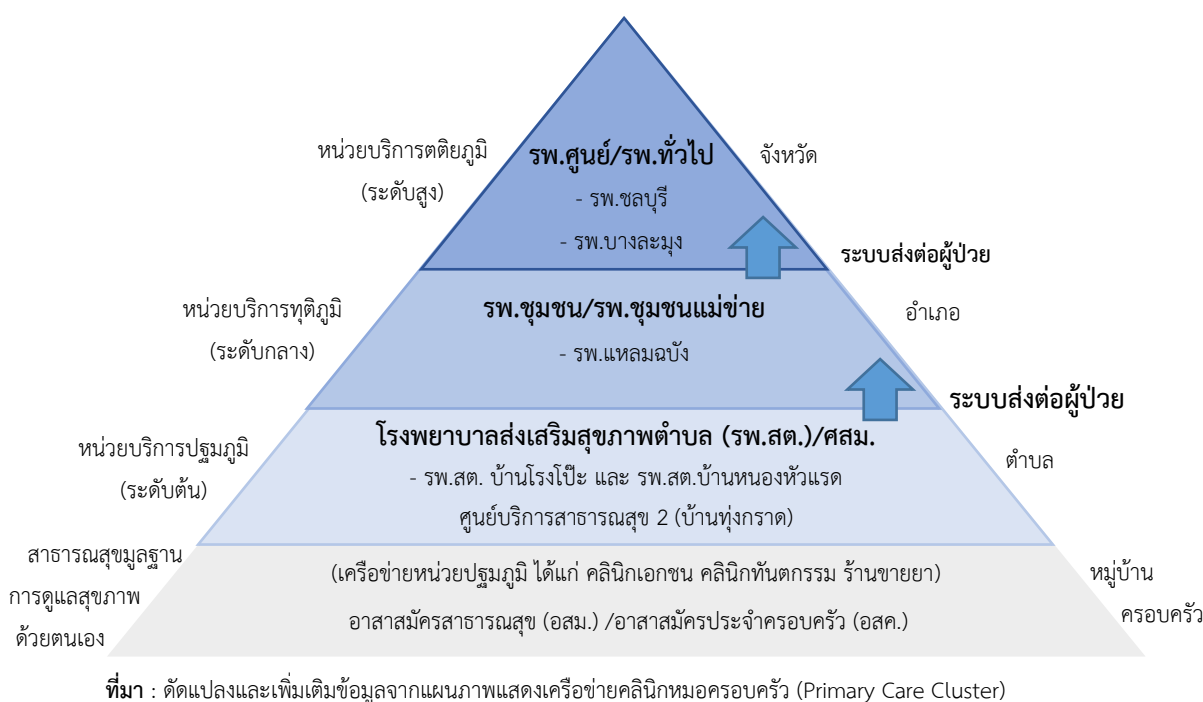 หน่วยบริการตติยภูมิ
(ระดับสูง)
รพ.ศูนย์/รพ.ทั่วไป
- รพ.ชลบุรี
- รพ.บางละมุง
จังหวัด
ระบบส่งต่อผู้ป่วย
หน่วยบริการทุติภูมิ
(ระดับกลาง)
รพ.ชุมชน/รพ.ชุมชนแม่ข่าย
- รพ.แหลมฉบัง
อำเภอ
ระบบส่งต่อผู้ป่วย
หน่วยบริการปฐมภูมิ
(ระดับต้น)
โรงพยาบาลส่งเสริมสุขภาพตำบล (รพ.สต.)/ศสม.
- รพ.สต. บ้านโรงโป๊ะ และ รพ.สต.บ้านหนองหัวแรด
ศูนย์บริการสาธารณสุข 2 (บ้านทุ่งกราด)
ตำบล
สาธารณสุขมูลฐาน
การดูแลสุขภาพ
ด้วยตนเอง
(เครือข่ายหน่วยปฐมภูมิ ได้แก่ คลินิกเอกชน คลินิกทันตกรรม ร้านขายยา)
อาสาสมัครสาธารณสุข (อสม.) /อาสาสมัครประจำครอบครัว (อสค.)
หมู่บ้าน
ครอบครัว
ที่มา : ดัดแปลงและเพิ่มเติมข้อมูลจากแผนภาพแสดงเครือข่ายคลินิกหมอครอบครัว (Primary Care Cluster)